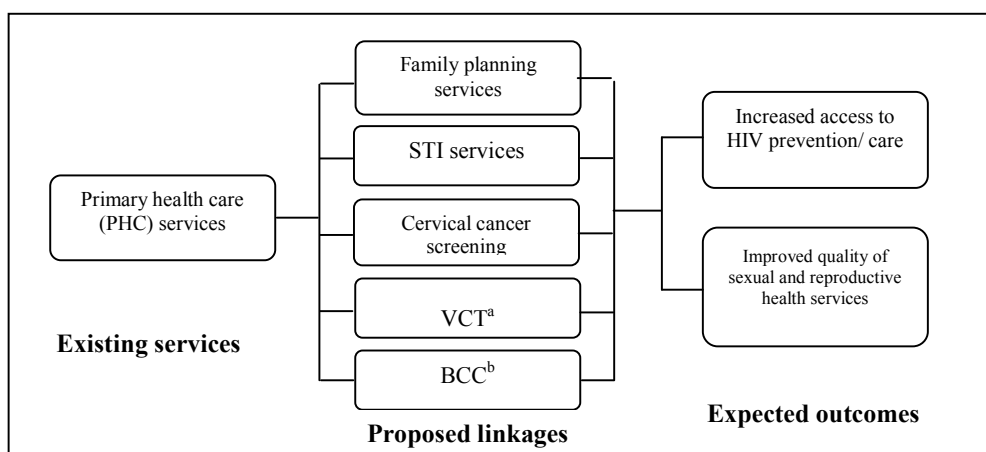 Primary health care
(PHC) services
Existing services
Family planning
services
STI services
Cervical cancer
screening
VCTᵃ
BCCᵇ
Proposed linkages
Increased access to
HIV prevention/ care
Improved quality of
sexual and reproductive
health services
Expected outcomes